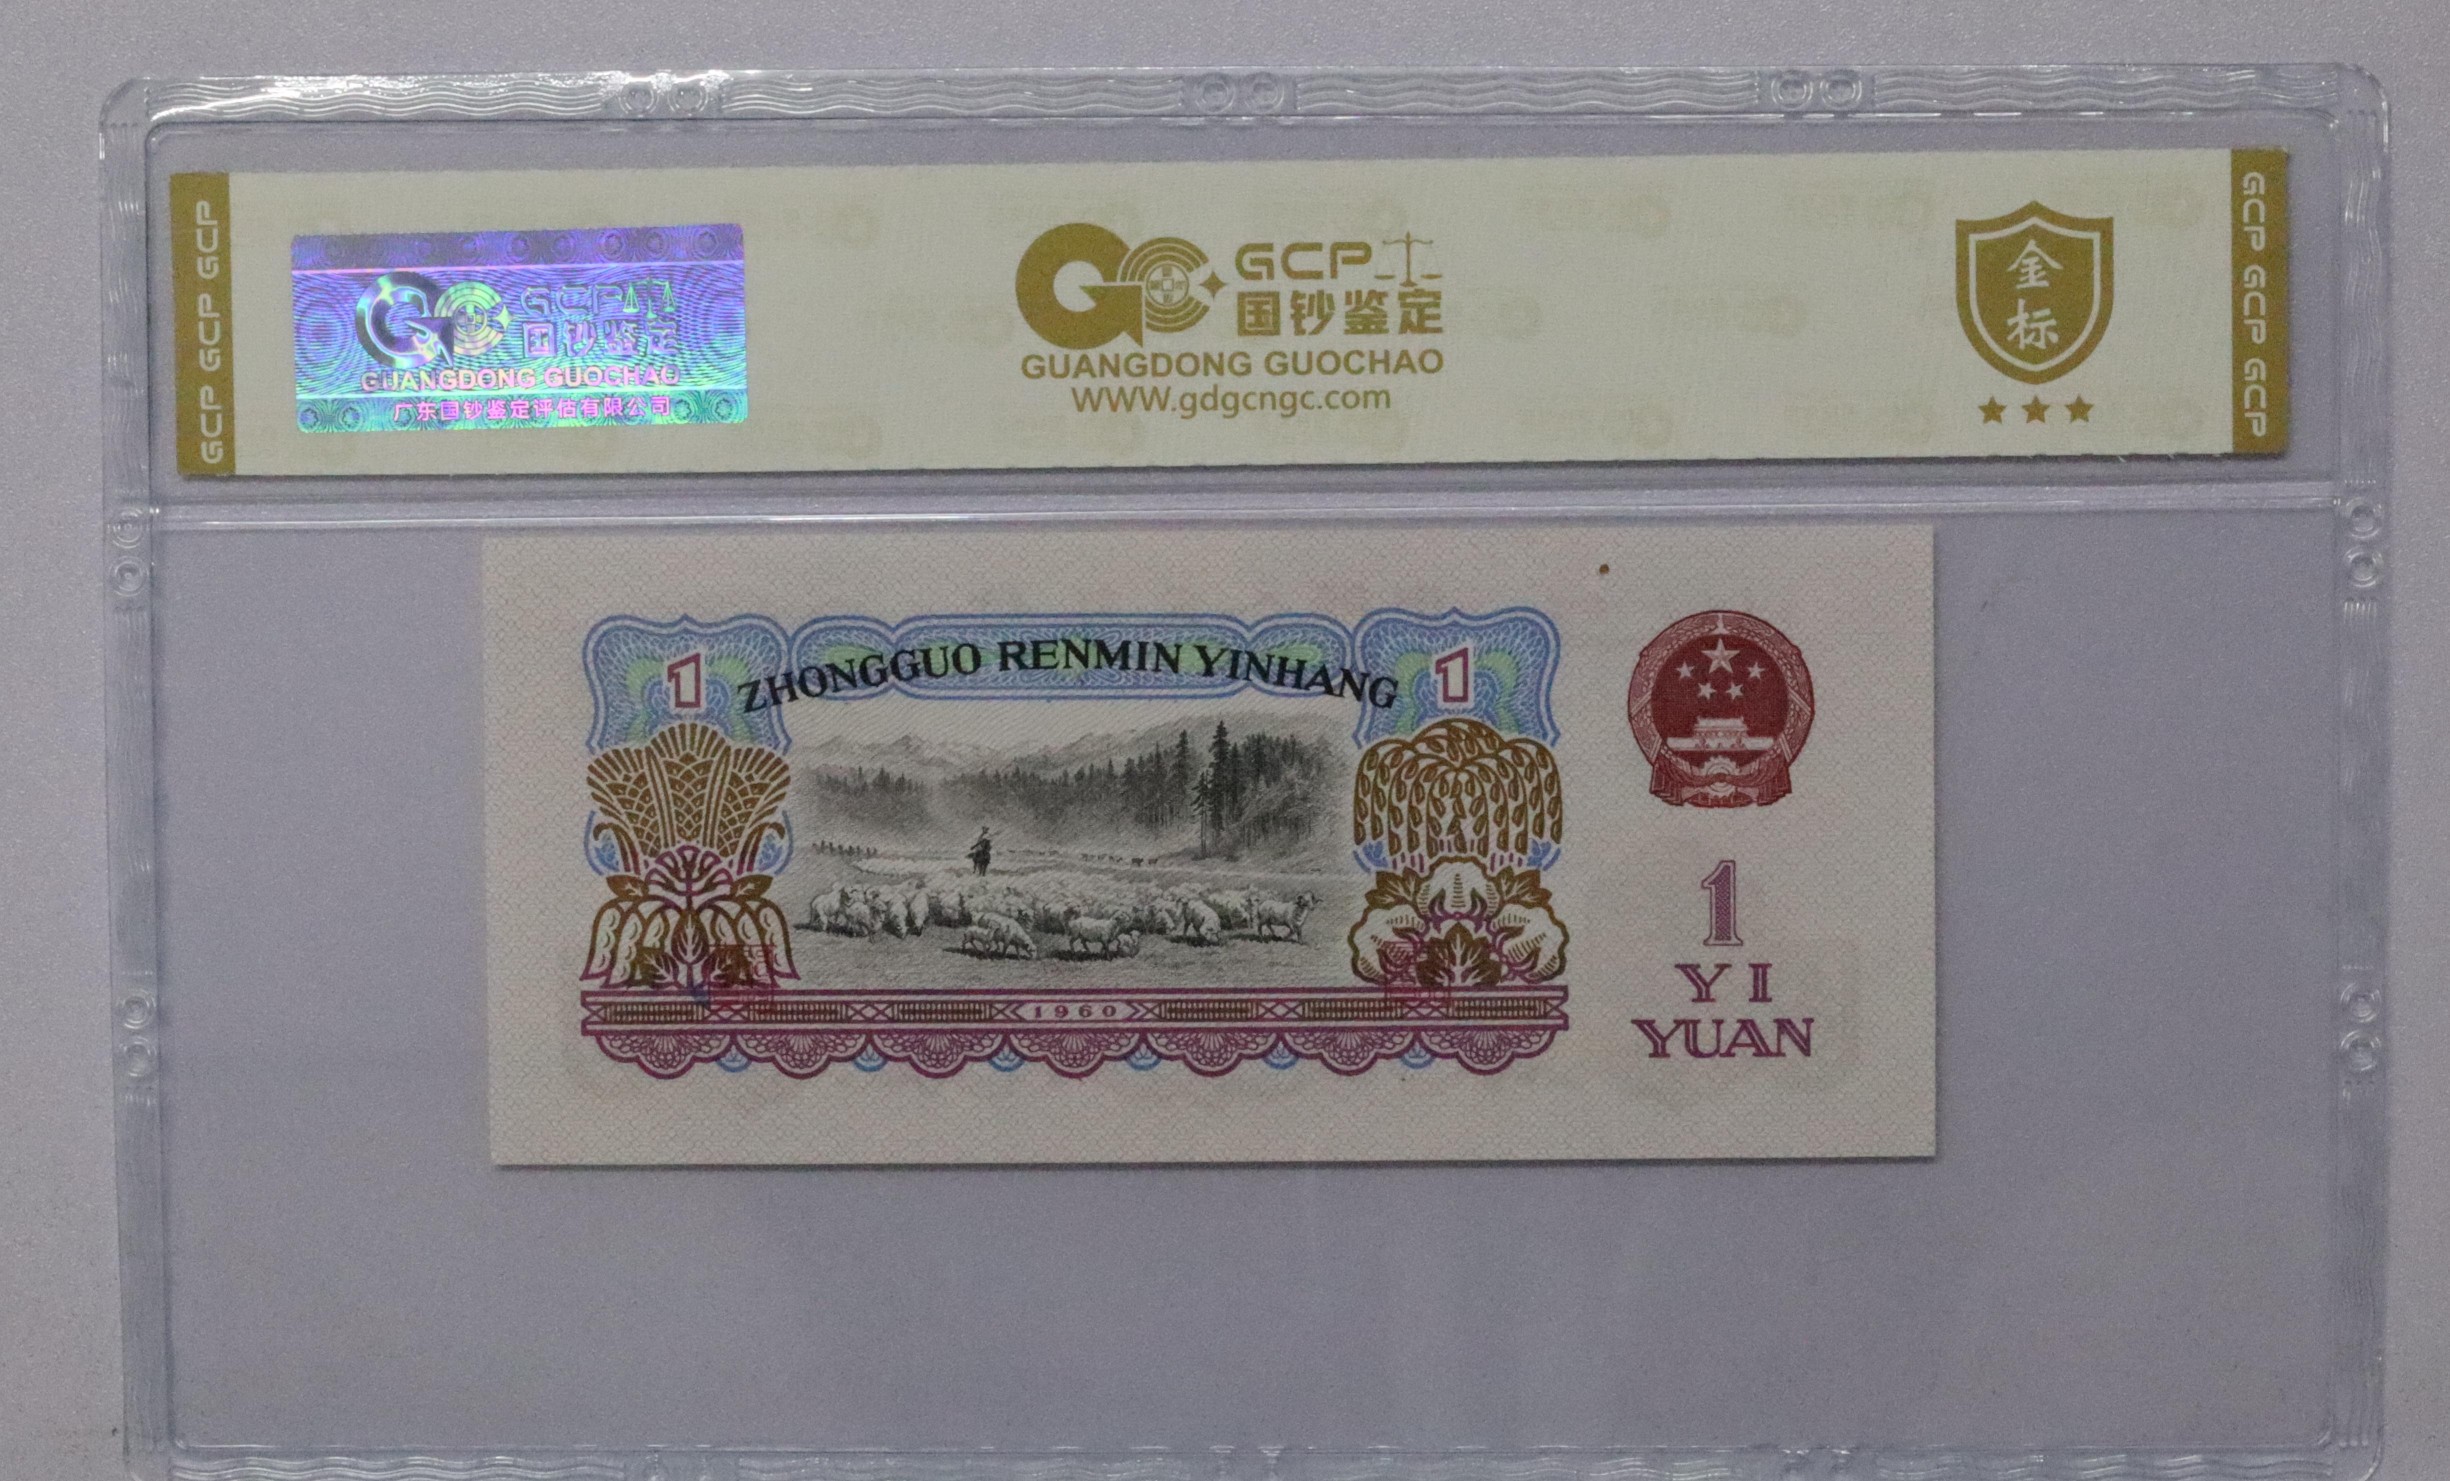 GCP GCP GCP
GCP
国钞鉴定
GUANGDONG GUOCHAO
广东国钞鉴定评估有限公司
GCP
国钞鉴定
GUANGDONG GUOCHAO
WWW.gdgcngc.com
金
标
GCP GCP GCP
1
ZHONGGUO RENMIN YINHANG
1
1960
1
YI
YUAN